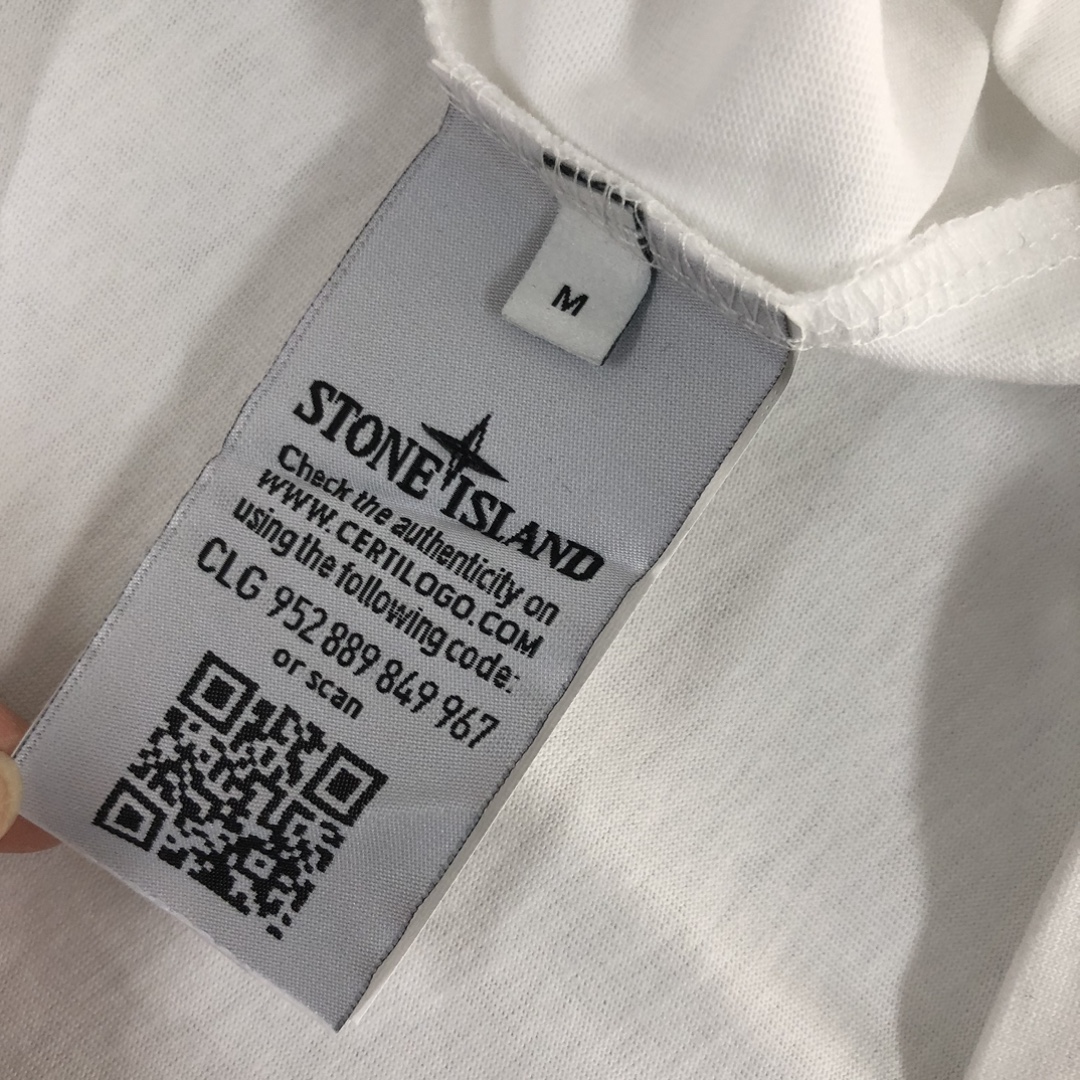 M
STONE ISLAND
Check the authenticity on
WWW.CERTILOGO.COM
using the following code:
CLG 952 889 849 967
or scan